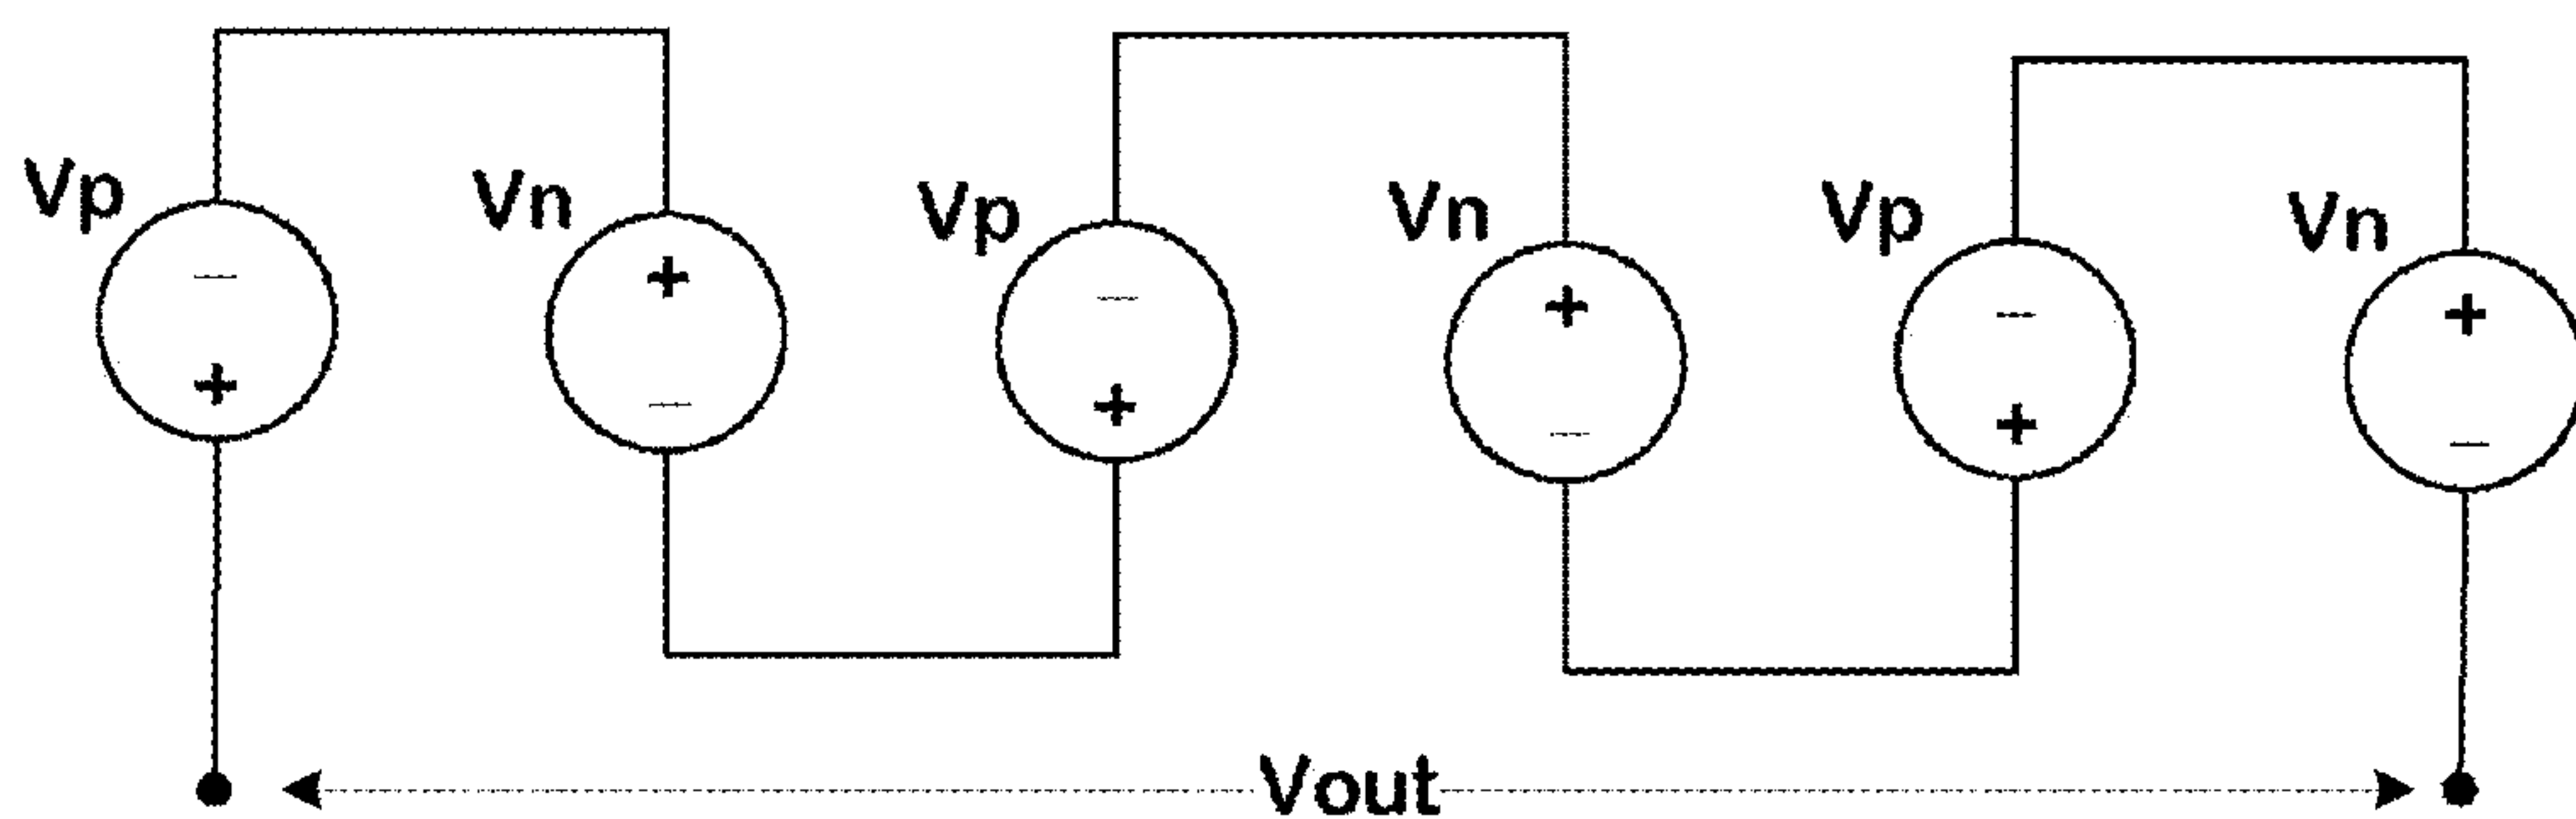 Vp Vn Vp Vn Vp Vn
− + − + − +
+ − + − + −
Vout